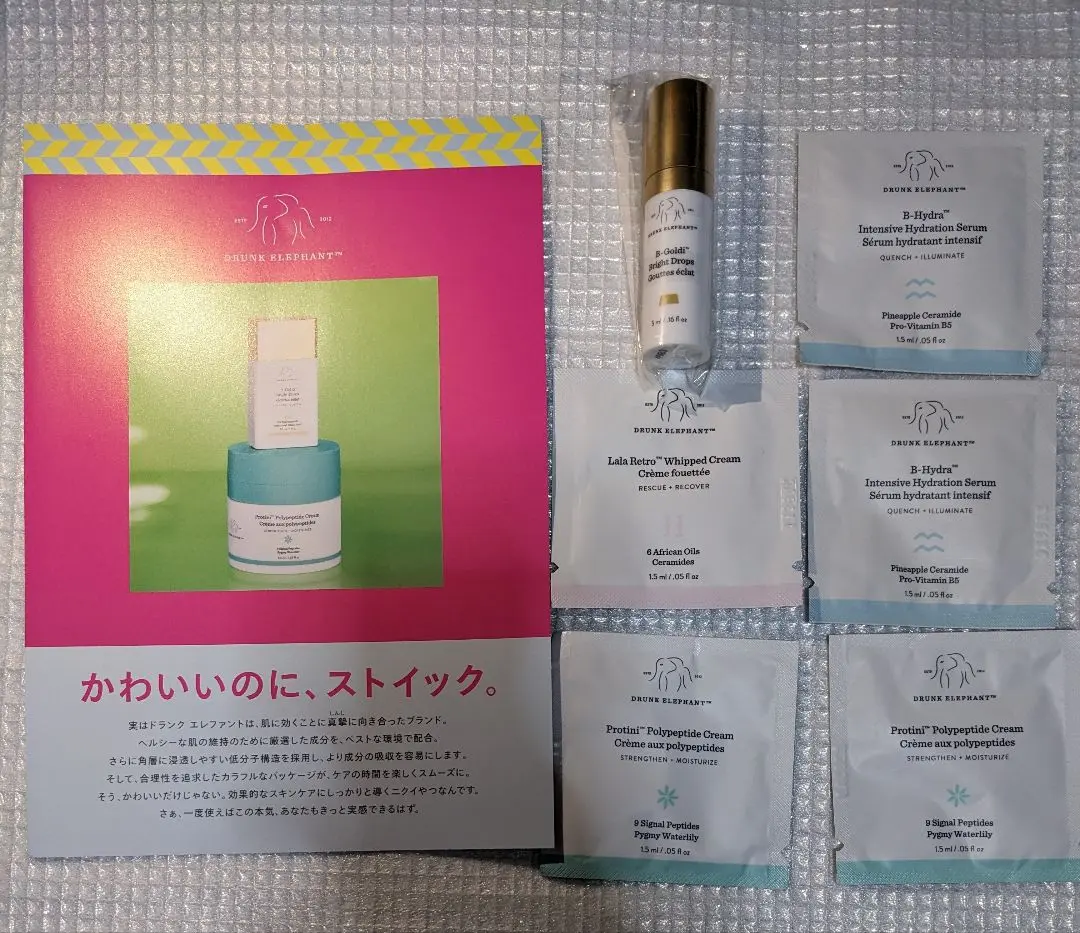 ESTD 2012
DRUNK ELEPHANT™
Protini™ Polypeptide Cream
Crème aux polypeptides
かわいいのに、ストイック。
実はドランク エレファントは、肌に効くことに真摯に向き合ったブランド。
しんし
ヘルシーな肌の維持のために厳選した成分を、ベストな環境で配合。
さらに角層に浸透しやすい低分子構造を採用し、より成分の吸収を容易にします。
そして、合理性を追求したカラフルなパッケージが、ケアの時間を楽しくスムーズに。
そう、かわいいだけじゃない。効果的なスキンケアにしっかりと導くニクイやつなんです。
さぁ、一度使えばこの本気、あなたもきっと実感できるはず。
DRUNK ELEPHANT™
B-Goldi™
Bright Drops
Gouttes éclat
5 ml / .16 fl oz
DRUNK ELEPHANT™
B-Hydra™
Intensive Hydration Serum
Sérum hydratant intensif
QUENCH + ILLUMINATE
Pineapple Ceramide
Pro-Vitamin B5
1.5 ml / .05 fl oz
DRUNK ELEPHANT™
Lala Retro™ Whipped Cream
Crème fouettée
RESCUE + RECOVER
6 African Oils
Ceramides
1.5 ml / .05 fl oz
DRUNK ELEPHANT™
B-Hydra™
Intensive Hydration Serum
Sérum hydratant intensif
QUENCH + ILLUMINATE
Pineapple Ceramide
Pro-Vitamin B5
1.5 ml / .05 fl oz
DRUNK ELEPHANT™
Protini™ Polypeptide Cream
Crème aux polypeptides
STRENGTHEN + MOISTURIZE
9 Signal Peptides
Pygmy Waterlily
1.5 ml / .05 fl oz
DRUNK ELEPHANT™
Protini™ Polypeptide Cream
Crème aux polypeptides
STRENGTHEN + MOISTURIZE
9 Signal Peptides
Pygmy Waterlily
1.5 ml / .05 fl oz